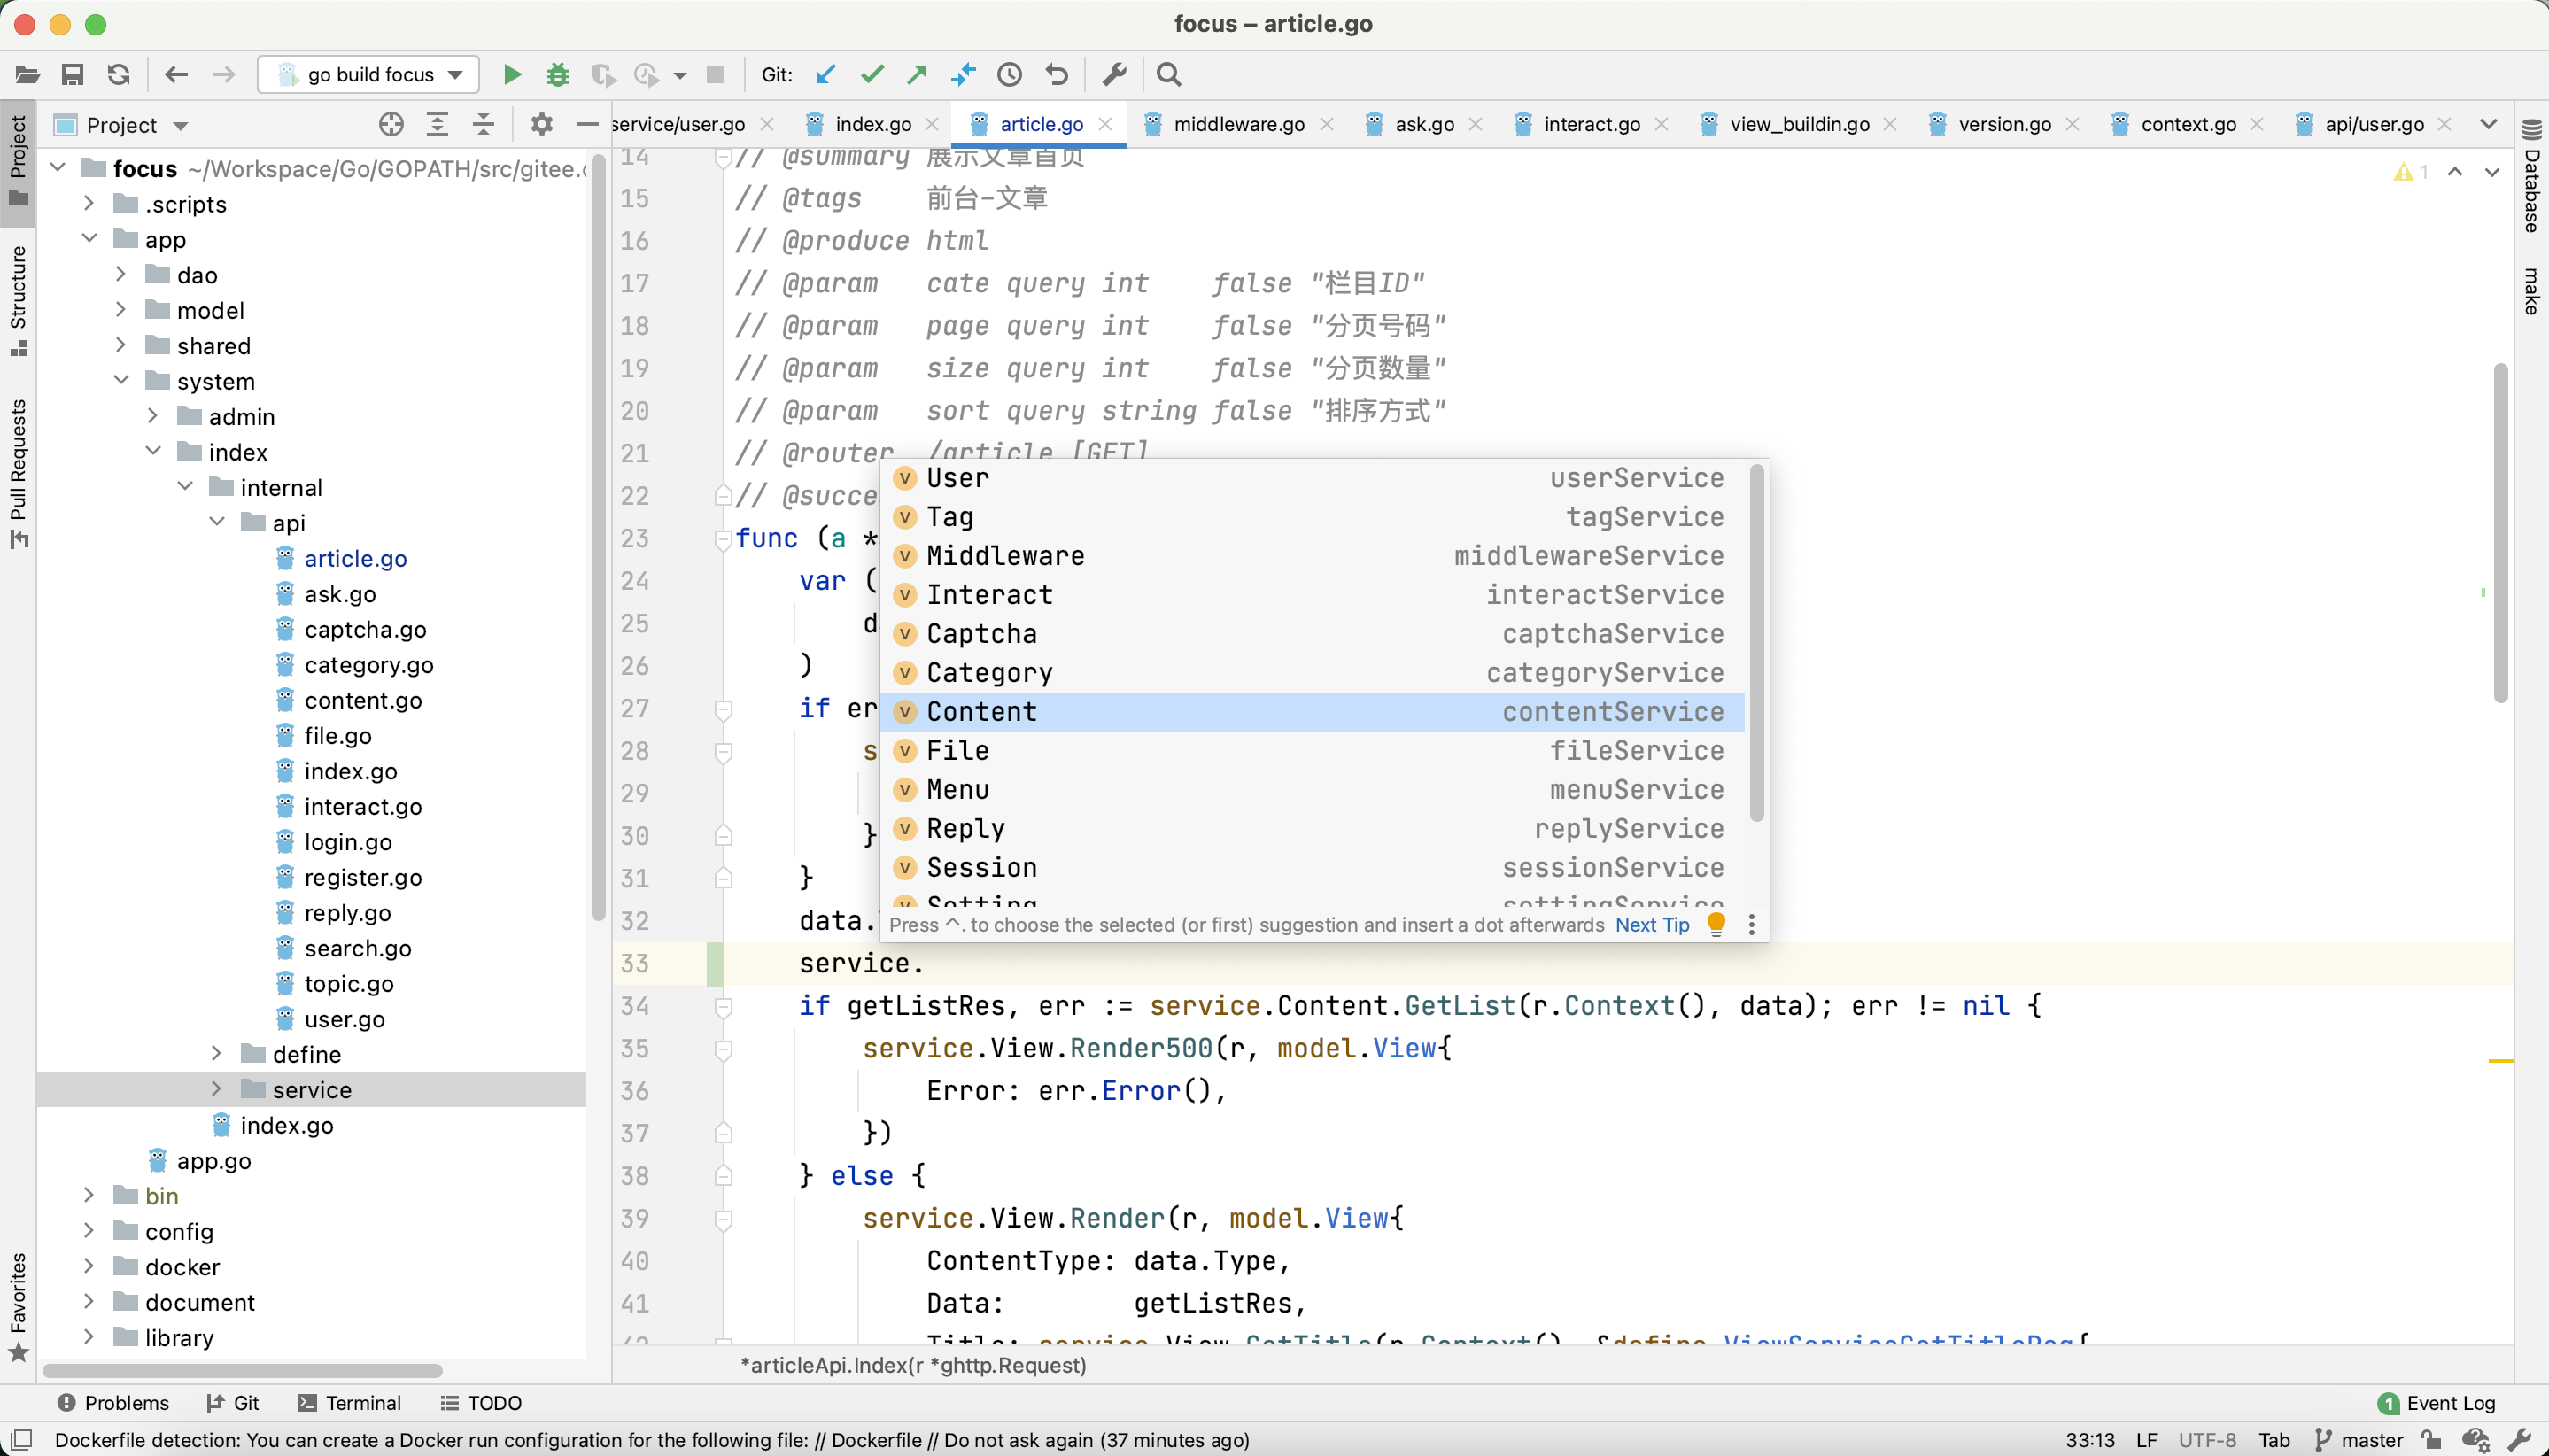 focus – article.go
go build focus
Git:
Project
service/user.go
index.go
article.go
middleware.go
ask.go
interact.go
view_buildin.go
version.go
context.go
api/user.go
Project
Structure
Pull Requests
Favorites
focus ~/Workspace/Go/GOPATH/src/gitee.
.scripts
app
dao
model
shared
system
admin
index
internal
api
article.go
ask.go
captcha.go
category.go
content.go
file.go
index.go
interact.go
login.go
register.go
reply.go
search.go
topic.go
user.go
define
service
index.go
app.go
bin
config
docker
document
library
14 // @summary 展示文章首页
15 // @tags 前台-文章
16 // @produce html
17 // @param cate query int false "栏目ID"
18 // @param page query int false "分页号码"
19 // @param size query int false "分页数量"
20 // @param sort query string false "排序方式"
21 // @router /article [GET]
22 // @succe
23 func (a *
24 var (
25 d
26 )
27 if er
28 s
29
30 }
31 }
32 data.
33 service.
34 if getListRes, err := service.Content.GetList(r.Context(), data); err != nil {
35 service.View.Render500(r, model.View{
36 Error: err.Error(),
37 })
38 } else {
39 service.View.Render(r, model.View{
40 ContentType: data.Type,
41 Data: getListRes,
42 Title: service.View.GetTitle(r.Context(), &define.ViewServiceGetTitleReq{
User userService
Tag tagService
Middleware middlewareService
Interact interactService
Captcha captchaService
Category categoryService
Content contentService
File fileService
Menu menuService
Reply replyService
Session sessionService
Setting settingService
Press ^. to choose the selected (or first) suggestion and insert a dot afterwards Next Tip
1
Database
make
*articleApi.Index(r *ghttp.Request)
Problems
Git
Terminal
TODO
1 Event Log
Dockerfile detection: You can create a Docker run configuration for the following file: // Dockerfile // Do not ask again (37 minutes ago)
33:13
LF
UTF-8
Tab
master